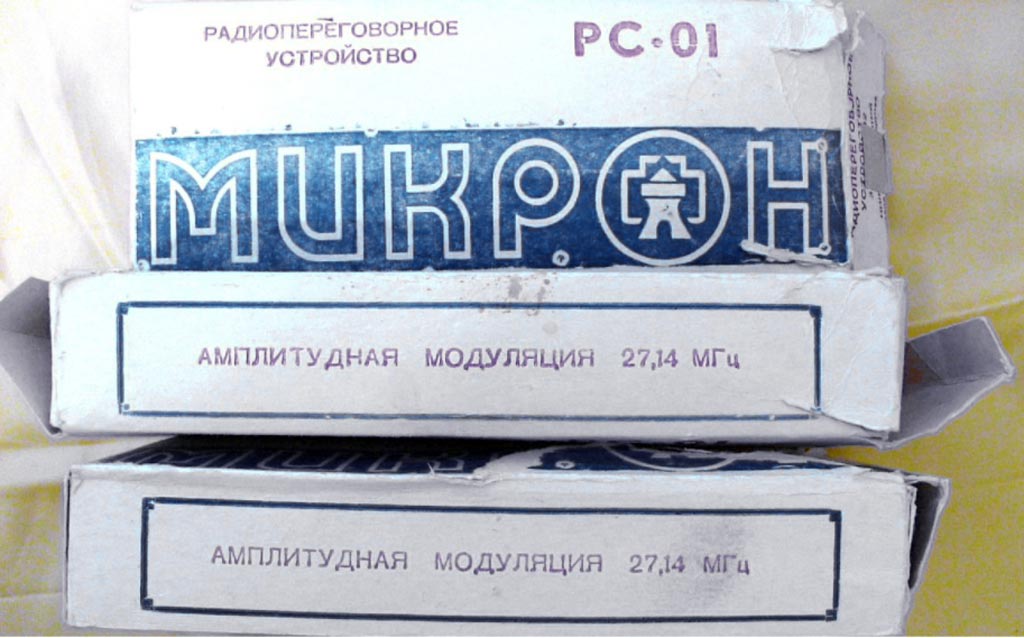 РАДИОПЕРЕГОВОРНОЕ
УСТРОЙСТВО
РС·01
МИКРОН
АМПЛИТУДНАЯ МОДУЛЯЦИЯ 27,14 МГц
АМПЛИТУДНАЯ МОДУЛЯЦИЯ 27,14 МГц